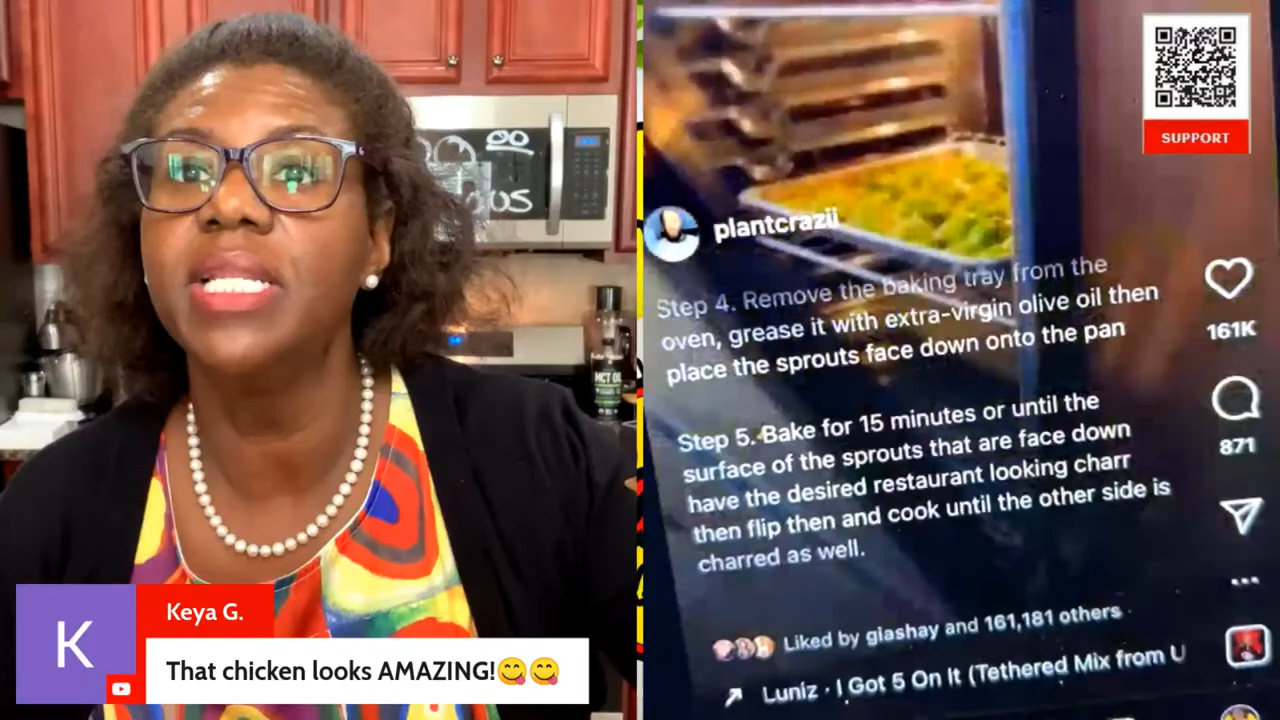 OO
OUS
MCT OIL
K
Keya G.
That chicken looks AMAZING!😋😋
SUPPORT
plantcrazii
Step 4. Remove the baking tray from the
oven, grease it with extra-virgin olive oil then
place the sprouts face down onto the pan
Step 5. Bake for 15 minutes or until the
surface of the sprouts that are face down
have the desired restaurant looking charr
then flip then and cook until the other side is
charred as well.
161K
871
Liked by giashay and 161,181 others
Luniz · I Got 5 On It (Tethered Mix from U